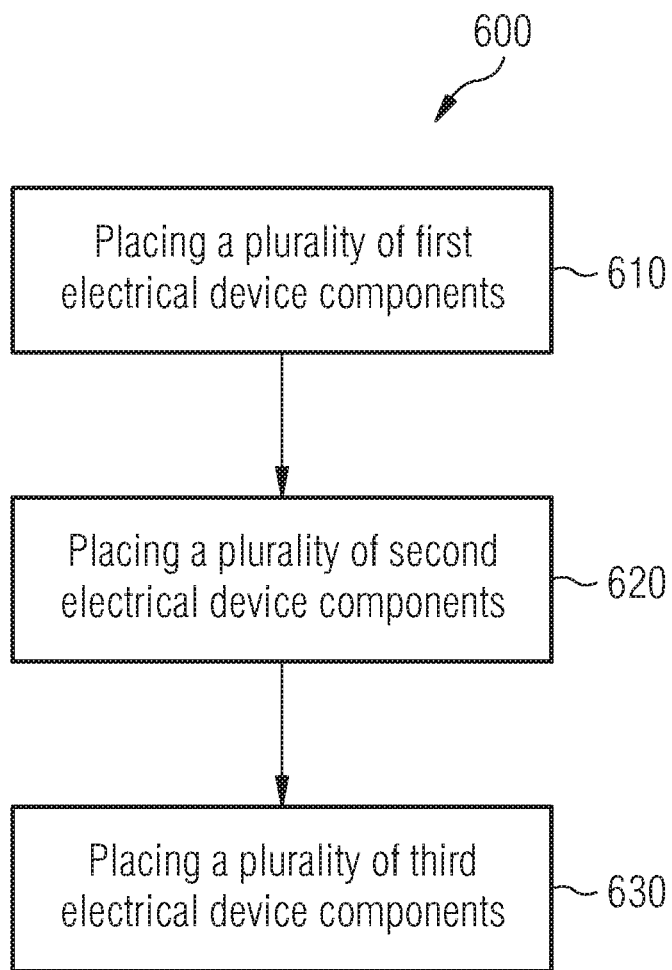 600
Placing a plurality of first
electrical device components
610
Placing a plurality of second
electrical device components
620
Placing a plurality of third
electrical device components
630